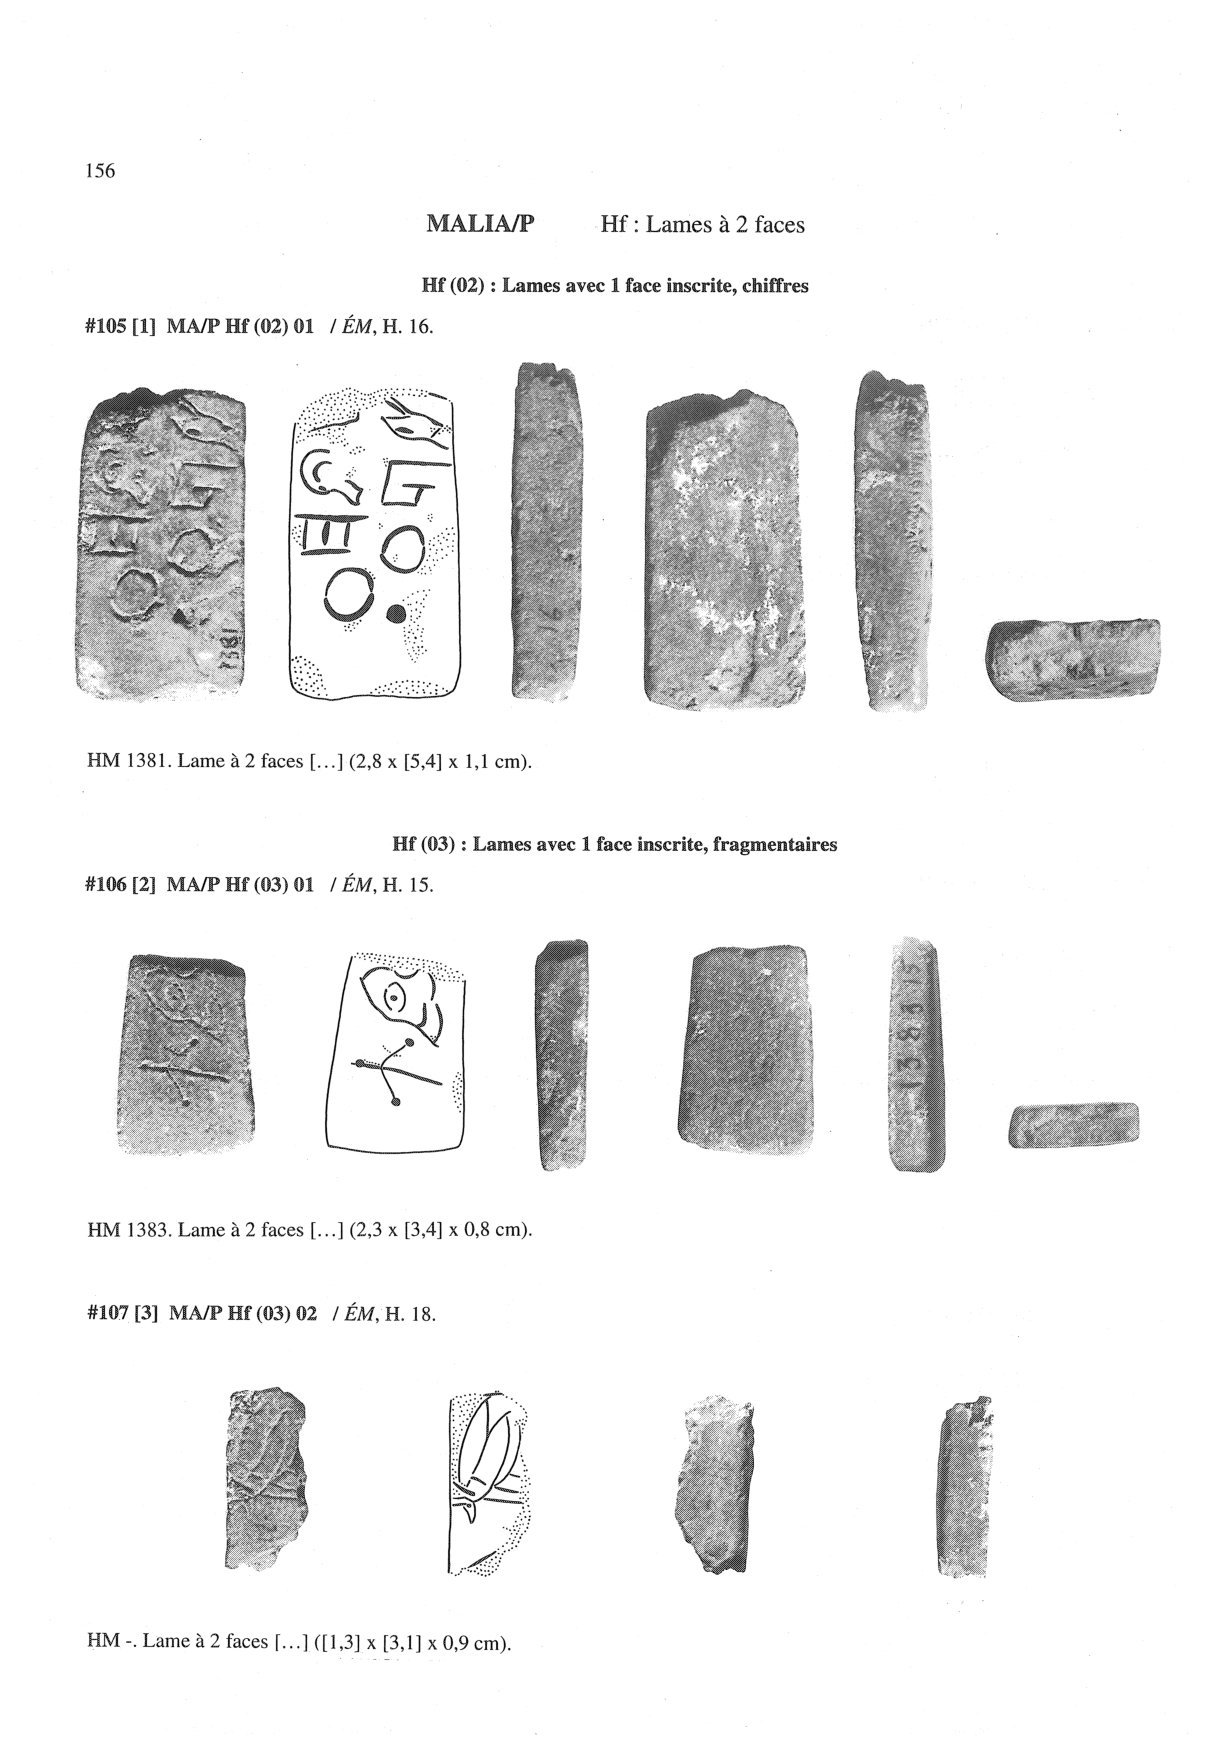 156
MALIA/P Hf : Lames à 2 faces
Hf (02) : Lames avec 1 face inscrite, chiffres
#105 [1] MA/P Hf (02) 01 / ÉM, H. 16.
1381
16
HM 1381. Lame à 2 faces [...] (2,8 x [5,4] x 1,1 cm).
Hf (03) : Lames avec 1 face inscrite, fragmentaires
#106 [2] MA/P Hf (03) 01 / ÉM, H. 15.
1383 15
HM 1383. Lame à 2 faces [...] (2,3 x [3,4] x 0,8 cm).
#107 [3] MA/P Hf (03) 02 / ÉM, H. 18.
HM -. Lame à 2 faces [...] ([1,3] x [3,1] x 0,9 cm).